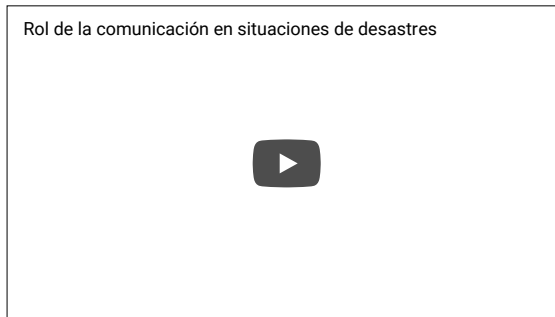 Rol de la comunicación en situaciones de desastres